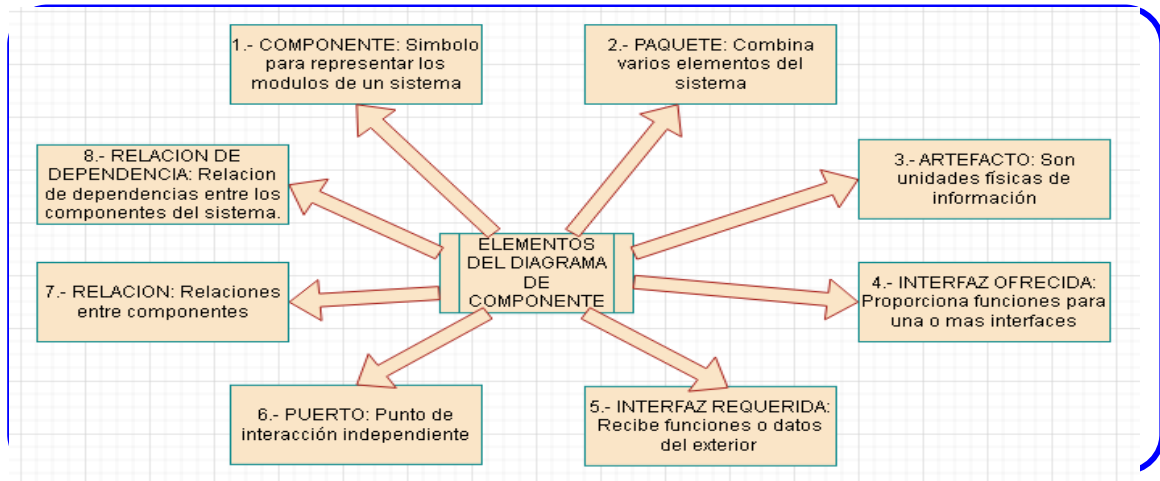 1.- COMPONENTE: Simbolo
para representar los
modulos de un sistema
2.- PAQUETE: Combina
varios elementos del
sistema
3.- ARTEFACTO: Son
unidades físicas de
información
4.- INTERFAZ OFRECIDA:
Proporciona funciones para
una o mas interfaces
5.- INTERFAZ REQUERIDA:
Recibe funciones o datos
del exterior
6.- PUERTO: Punto de
interacción independiente
7.- RELACION: Relaciones
entre componentes
8.- RELACION DE
DEPENDENCIA: Relacion
de dependencias entre los
componentes del sistema.
ELEMENTOS
DEL DIAGRAMA
DE
COMPONENTE